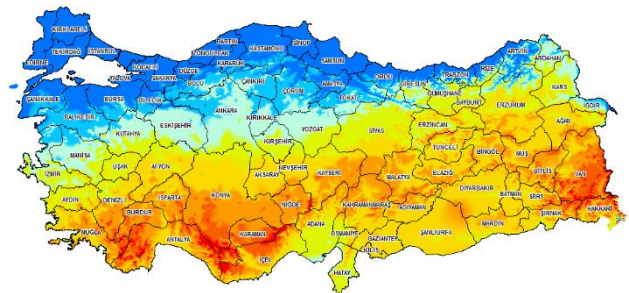 KIRKLARELİ
TEKİRDAĞ
İSTANBUL
EDİRNE
KOCAELİ
YALOVA
SAKARYA
DÜZCE
ZONGULDAK
BARTIN
KARABÜK
KASTAMONU
SİNOP
SAMSUN
BOLU
ÇANKIRI
ÇORUM
AMASYA
ORDU
GİRESUN
TRABZON
RİZE
ARTVİN
ARDAHAN
KARS
IĞDIR
ÇANAKKALE
BALIKESİR
BURSA
BİLECİK
ESKİŞEHİR
ANKARA
KIRIKKALE
TOKAT
GÜMÜŞHANE
BAYBURT
ERZURUM
AĞRI
KÜTAHYA
KIRŞEHİR
YOZGAT
SİVAS
ERZİNCAN
TUNCELİ
BİNGÖL
MUŞ
MANİSA
UŞAK
AFYON
İZMİR
AKSARAY
NEVŞEHİR
KAYSERİ
MALATYA
ELAZIĞ
BİTLİS
VAN
AYDIN
DENİZLİ
ISPARTA
KONYA
NİĞDE
KAHRAMANMARAŞ
ADIYAMAN
DİYARBAKIR
BATMAN
SİİRT
ŞIRNAK
HAKKARİ
BURDUR
MUĞLA
ANTALYA
KARAMAN
İÇEL
ADANA
OSMANİYE
GAZİANTEP
KİLİS
ŞANLIURFA
MARDİN
HATAY